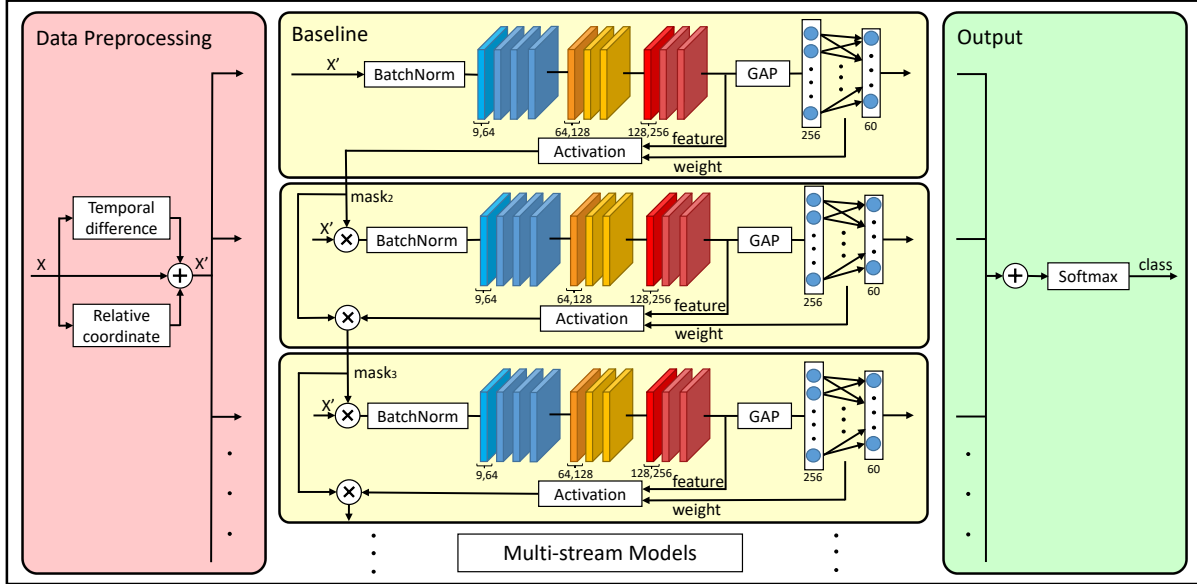 Data Preprocessing
X
Temporal
difference
Relative
coordinate
+
X'
Baseline
X'
BatchNorm
9,64
64,128
128,256
GAP
256
60
feature
weight
Activation
mask2
X'
×
BatchNorm
9,64
64,128
128,256
GAP
256
60
feature
weight
Activation
×
mask3
X'
×
BatchNorm
9,64
64,128
128,256
GAP
256
60
feature
weight
Activation
×
Multi-stream Models
Output
+
Softmax
class